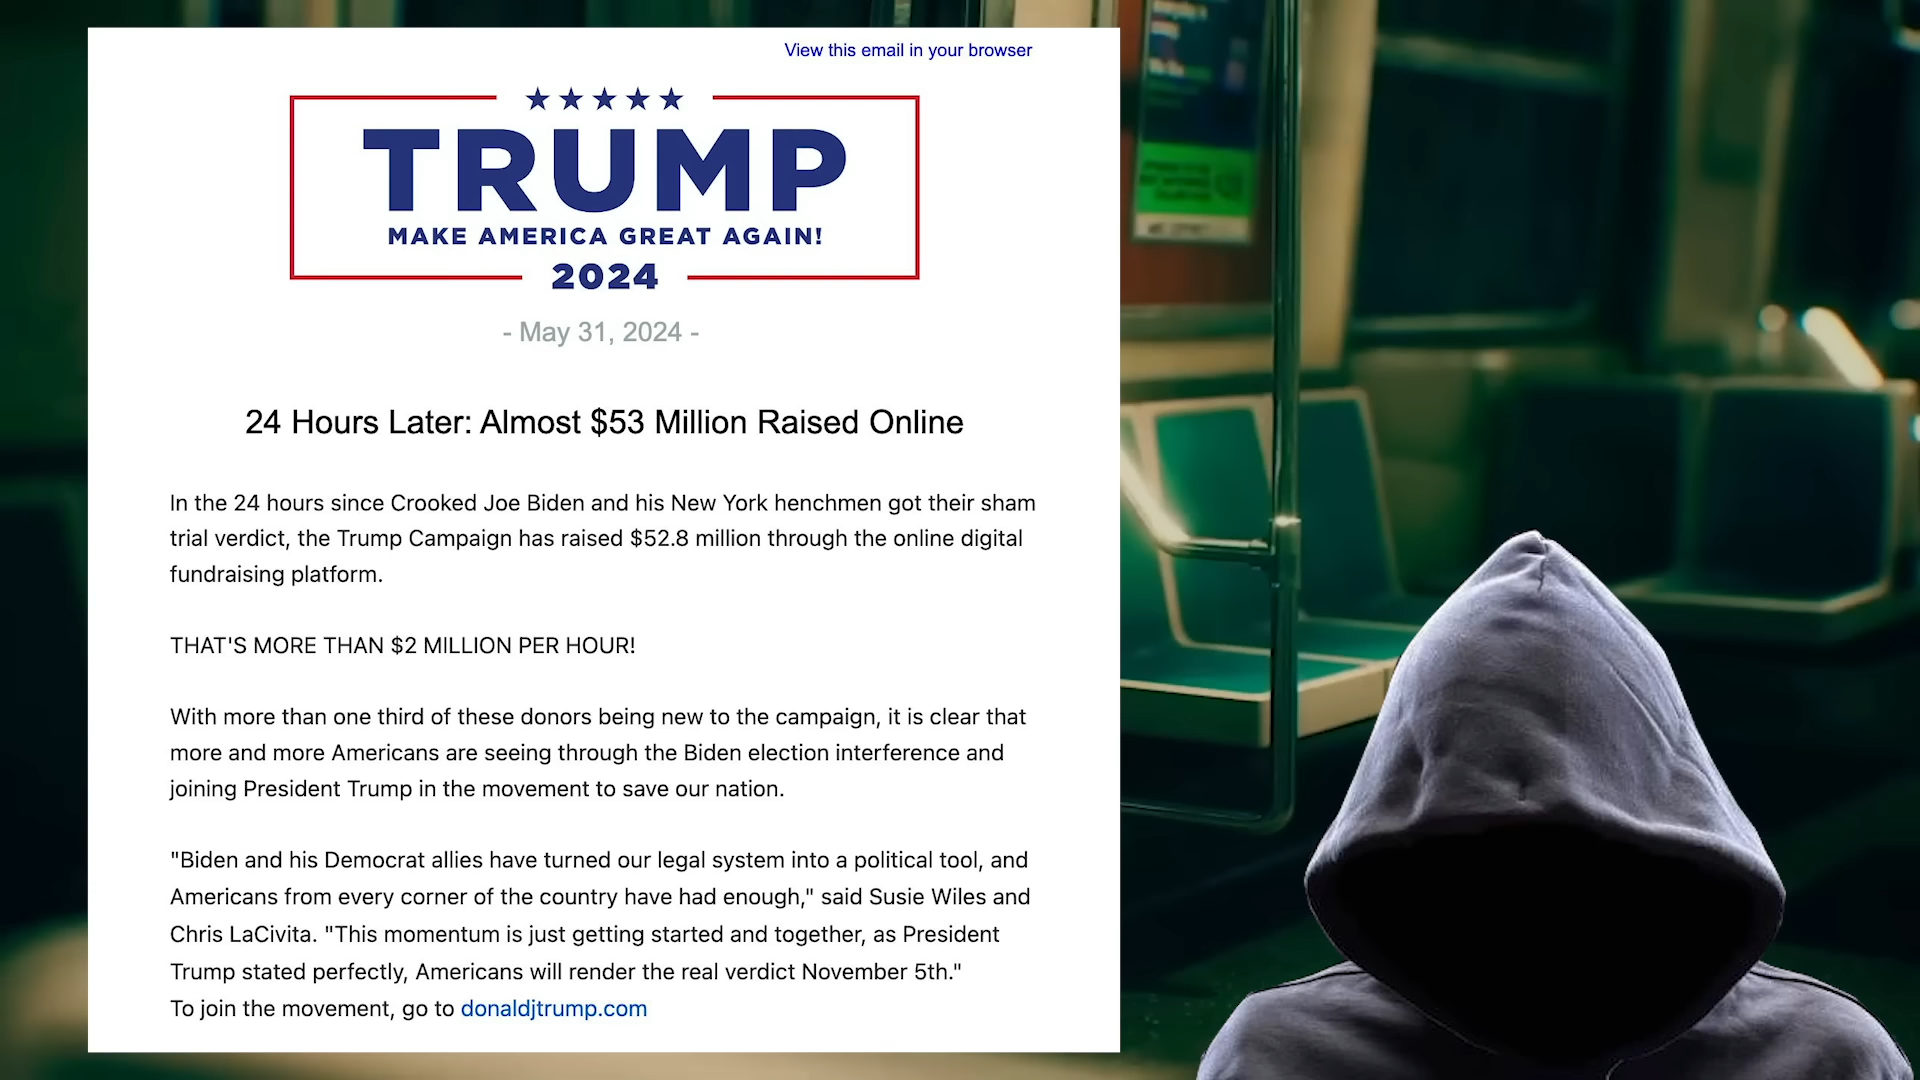 View this email in your browser
TRUMP
MAKE AMERICA GREAT AGAIN!
2024
- May 31, 2024 -
24 Hours Later: Almost $53 Million Raised Online
In the 24 hours since Crooked Joe Biden and his New York henchmen got their sham
trial verdict, the Trump Campaign has raised $52.8 million through the online digital
fundraising platform.
THAT'S MORE THAN $2 MILLION PER HOUR!
With more than one third of these donors being new to the campaign, it is clear that
more and more Americans are seeing through the Biden election interference and
joining President Trump in the movement to save our nation.
"Biden and his Democrat allies have turned our legal system into a political tool, and
Americans from every corner of the country have had enough," said Susie Wiles and
Chris LaCivita. "This momentum is just getting started and together, as President
Trump stated perfectly, Americans will render the real verdict November 5th."
To join the movement, go to donaldjtrump.com